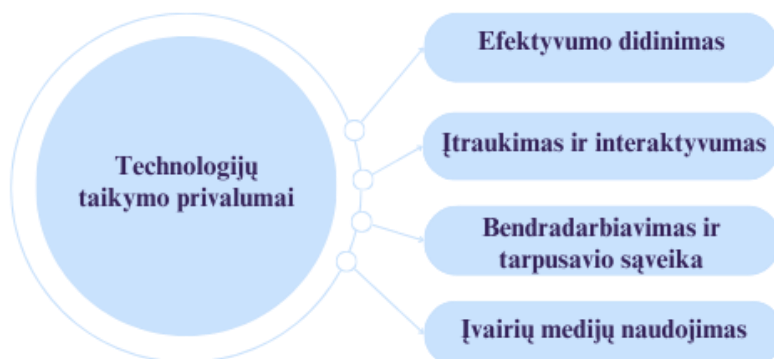 Technologijų
taikymo privalumai
Efektyvumo didinimas
Įtraukimas ir interaktyvumas
Bendradarbiavimas ir
tarpusavio sąveika
Įvairių medijų naudojimas